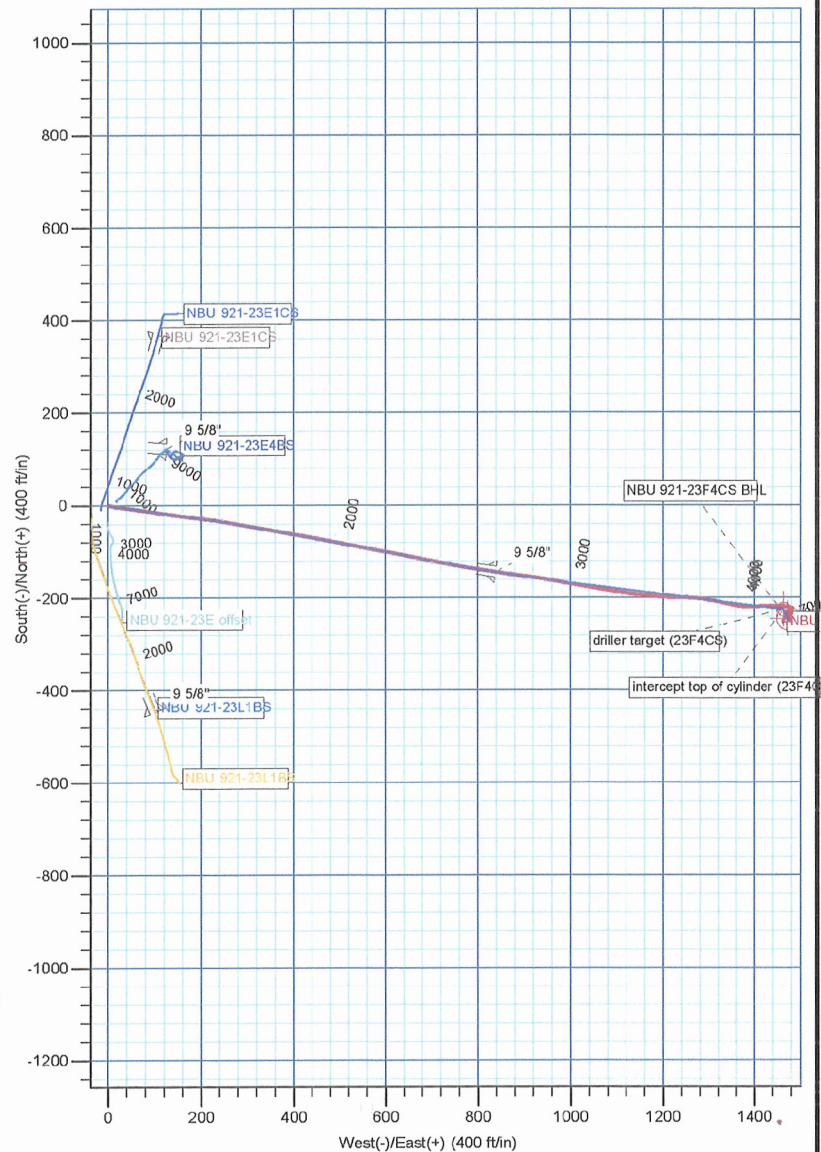 1000
800
600
400
200
0
-200
-400
-600
-800
-1000
-1200
South(-)/North(+) (400 ft/in)
NBU 921-23E1CS
NBU 921-23E1CS
2000
9 5/8"
NBU 921-23E4BS
9000
1000
7000
1000
3000
4000
7000
NBU 921-23E offset
2000
9 5/8"
NBU 921-23L1BS
NBU 921-23L1BS
2000
9 5/8"
3000
NBU 921-23F4CS BHL
4000
NBU
driller target (23F4CS)
intercept top of cylinder (23F4C
0
200
400
600
800
1000
1200
1400
West(-)/East(+) (400 ft/in)